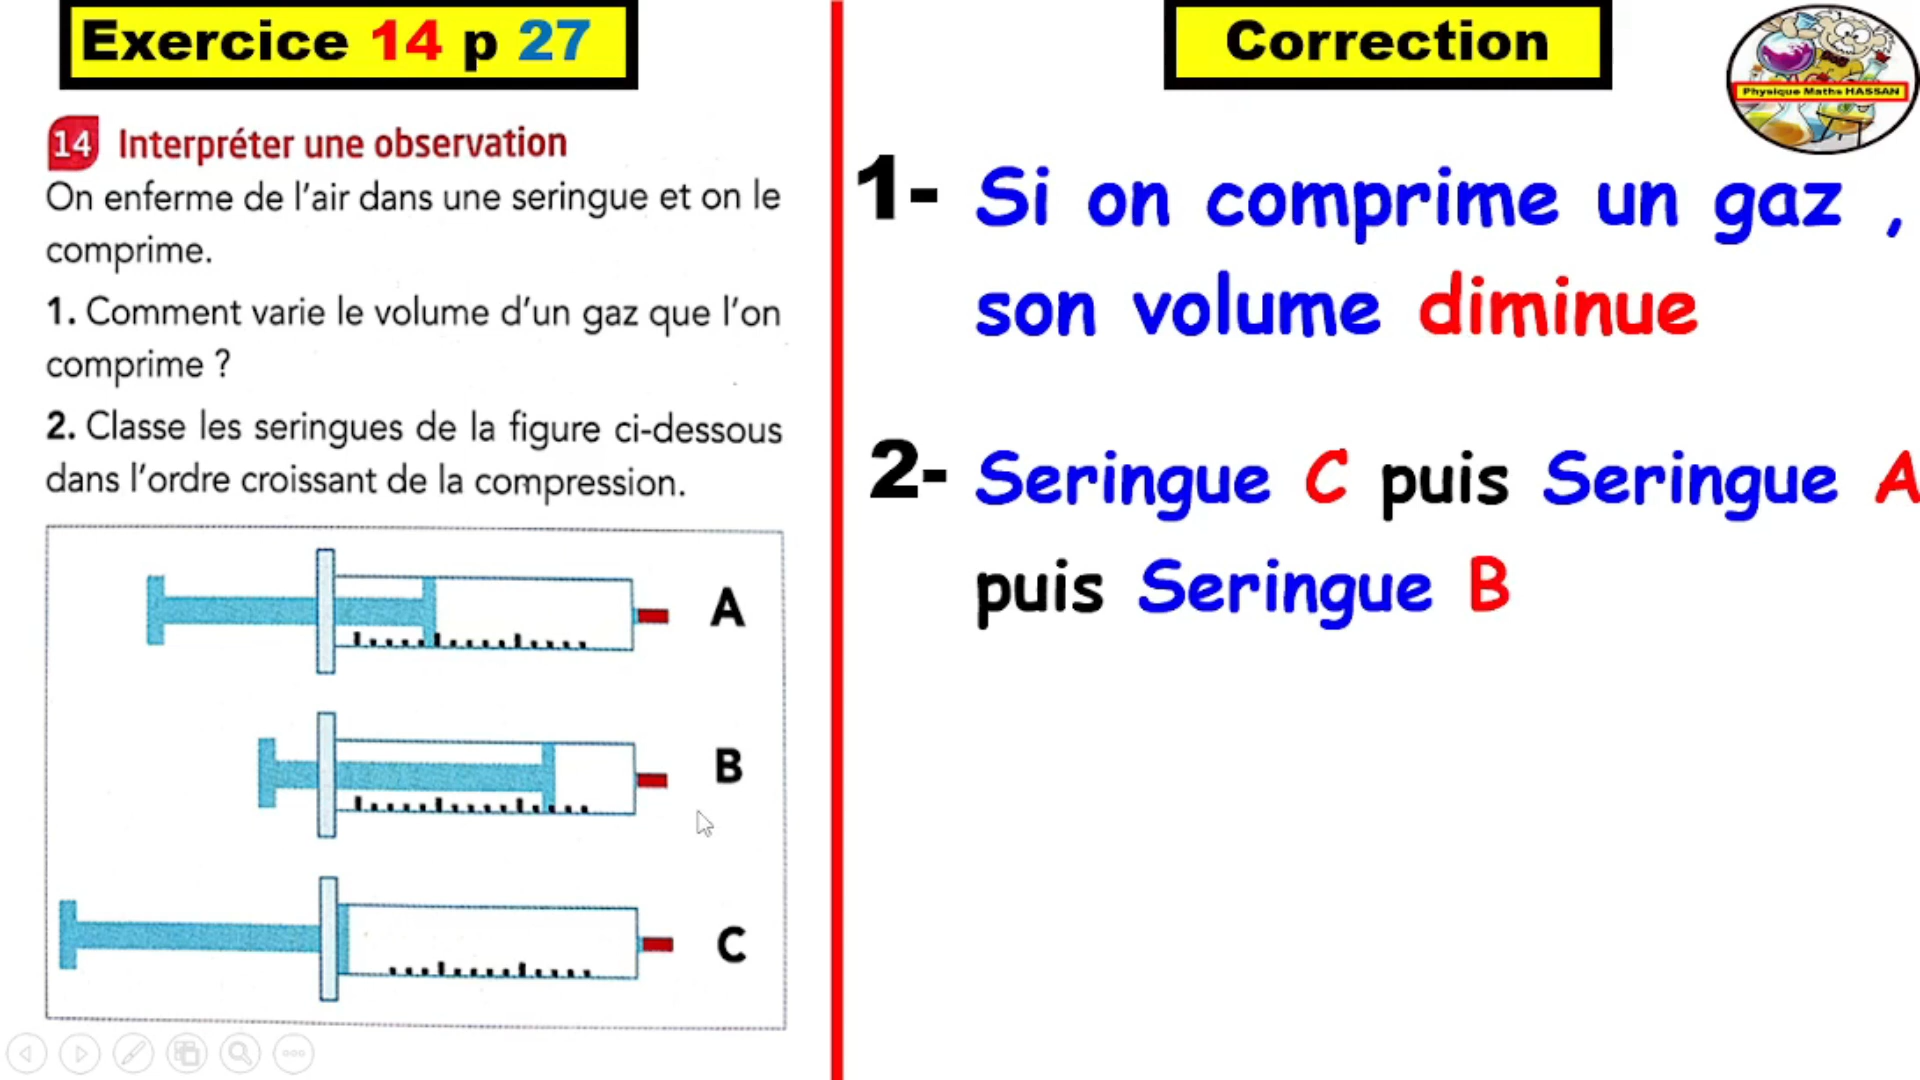 Exercice 14 p 27
14 Interpréter une observation
On enferme de l'air dans une seringue et on le
comprime.
1. Comment varie le volume d'un gaz que l'on
comprime ?
2. Classe les seringues de la figure ci-dessous
dans l'ordre croissant de la compression.
A
B
C
Correction
Physique Maths HASSAN
1- Si on comprime un gaz ,
son volume diminue
2- Seringue C puis Seringue A
puis Seringue B